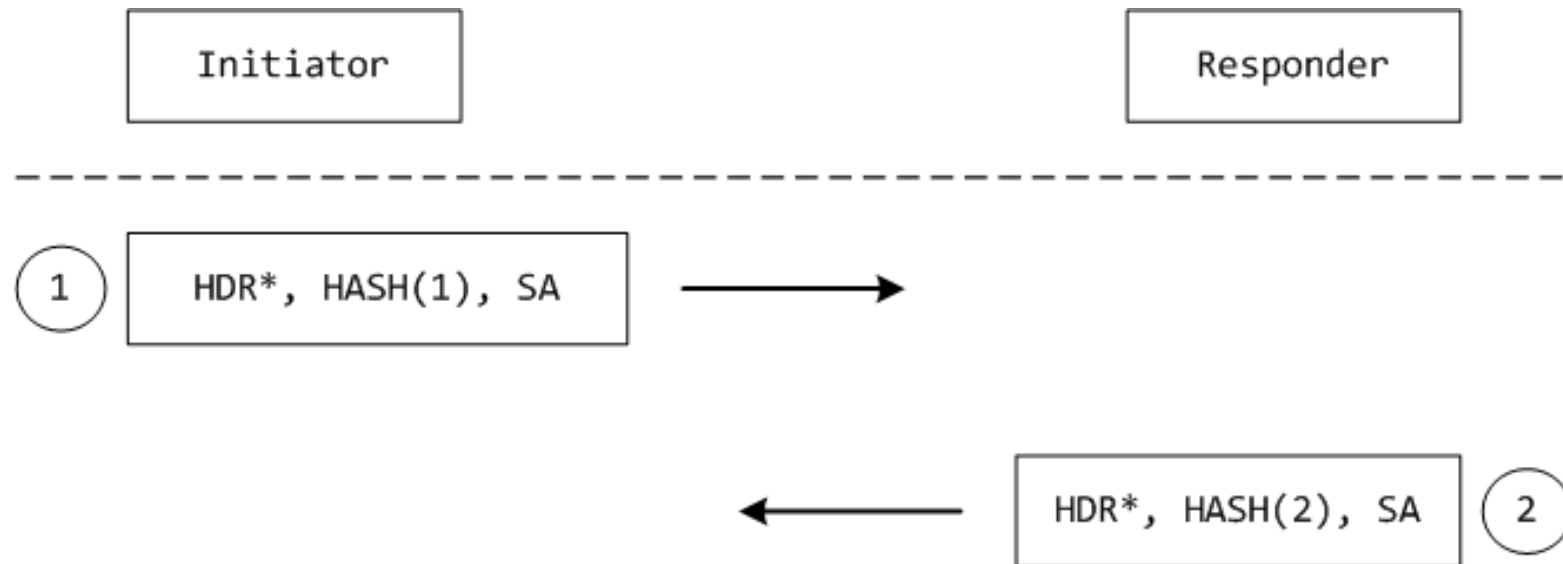 Initiator
Responder
1
HDR*, HASH(1), SA
HDR*, HASH(2), SA
2